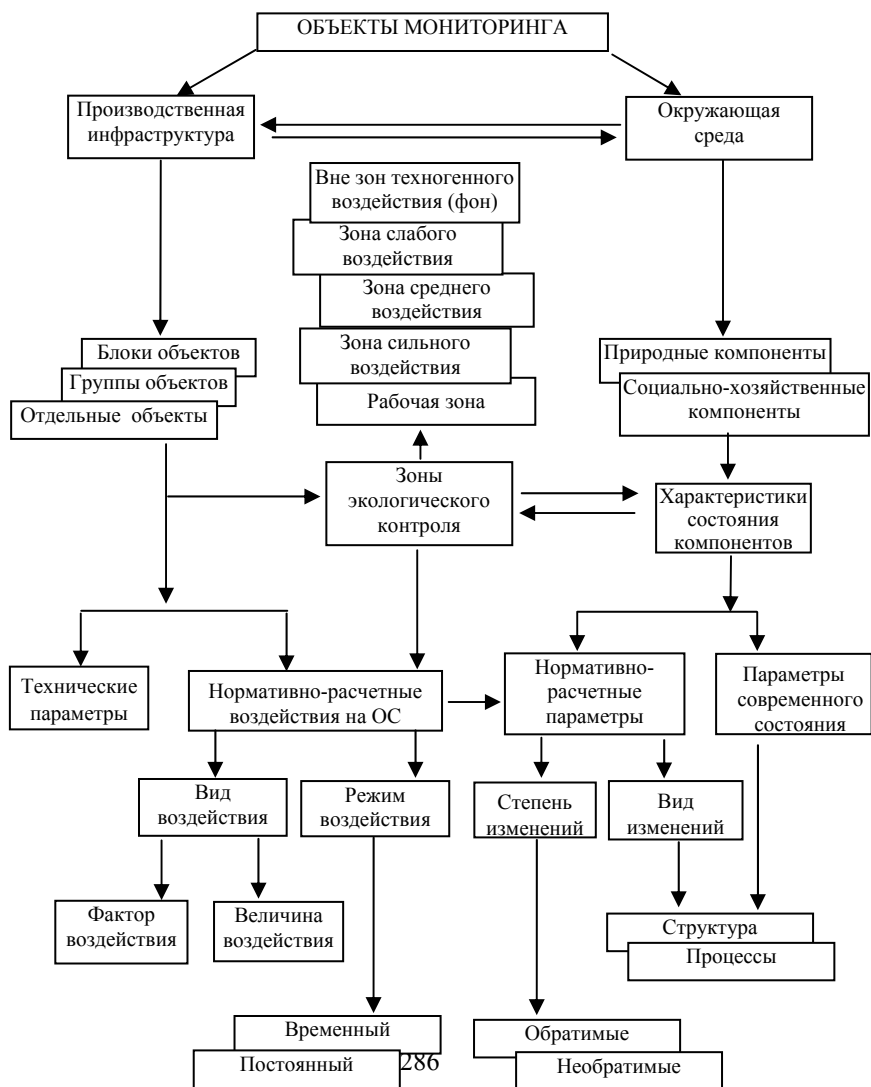 ОБЪЕКТЫ МОНИТОРИНГА
Производственная
инфраструктура
Окружающая
среда
Вне зон техногенного
воздействия (фон)
Зона слабого
воздействия
Зона среднего
воздействия
Зона сильного
воздействия
Рабочая зона
Блоки объектов
Группы объектов
Отдельные объекты
Природные компоненты
Социально-хозяйственные
компоненты
Зоны
экологического
контроля
Характеристики
состояния
компонентов
Технические
параметры
Нормативно-расчетные
воздействия на ОС
Нормативно-
расчетные
параметры
Параметры
современного
состояния
Вид
воздействия
Режим
воздействия
Степень
изменений
Вид
изменений
Фактор
воздействия
Величина
воздействия
Структура
Процессы
Временный
Постоянный
Обратимые
Необратимые
286